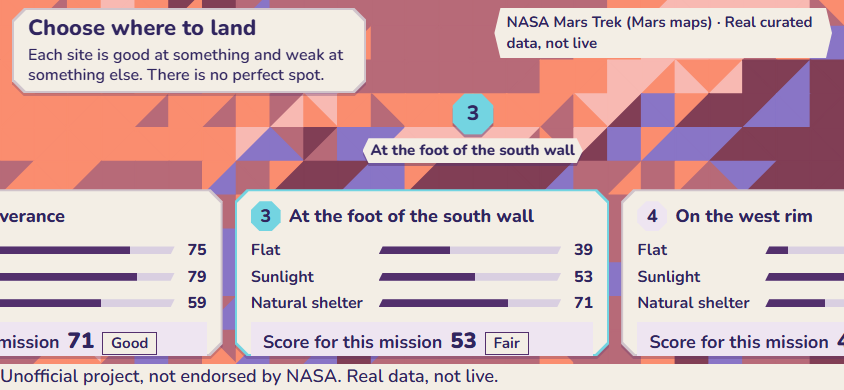 Choose where to land
Each site is good at something and weak at
something else. There is no perfect spot.
NASA Mars Trek (Mars maps) · Real curated
data, not live
3
At the foot of the south wall
verance
75
79
59
mission 71 Good
3 At the foot of the south wall
Flat 39
Sunlight 53
Natural shelter 71
Score for this mission 53 Fair
4 On the west rim
Flat
Sunlight
Natural shelter
Score for this mission
Unofficial project, not endorsed by NASA. Real data, not live.